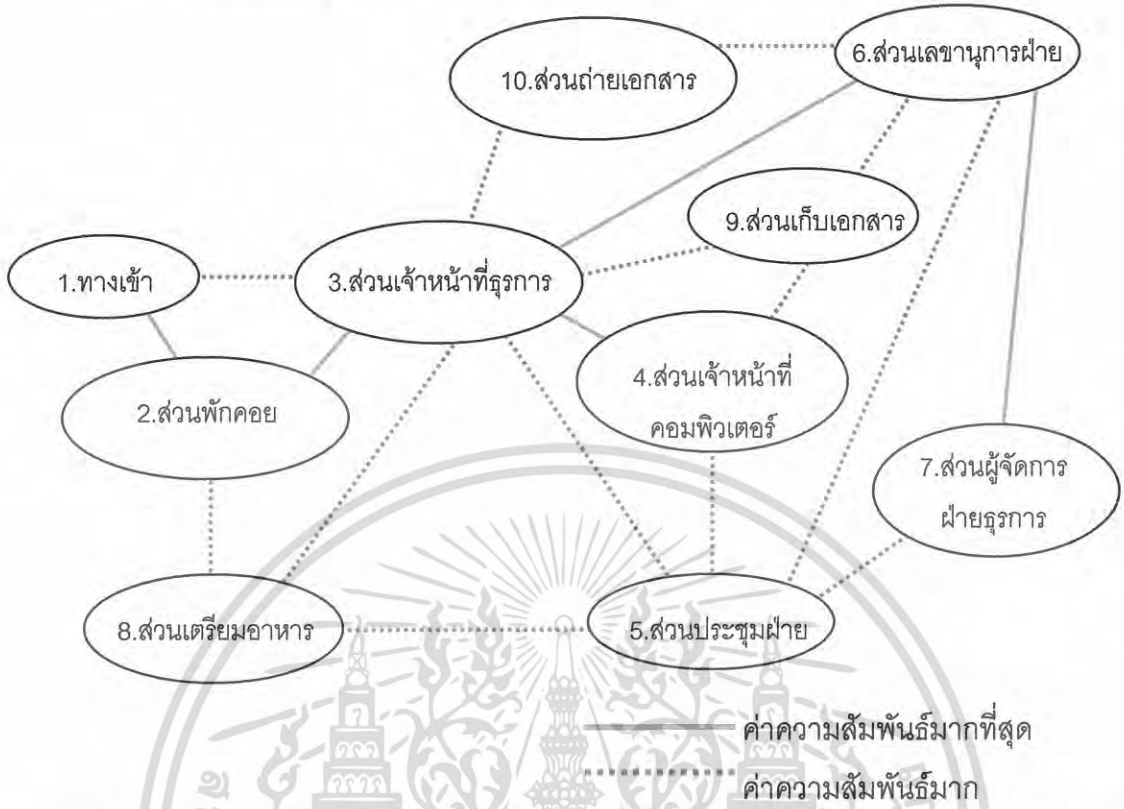 6.ส่วนเลขานุการฝ่าย
10.ส่วนถ่ายเอกสาร
9.ส่วนเก็บเอกสาร
1.ทางเข้า
3.ส่วนเจ้าหน้าที่ธุรการ
4.ส่วนเจ้าหน้าที่
คอมพิวเตอร์
2.ส่วนพักคอย
7.ส่วนผู้จัดการ
ฝ่ายธุรการ
8.ส่วนเตรียมอาหาร
5.ส่วนประชุมฝ่าย
ค่าความสัมพันธ์มากที่สุด
ค่าความสัมพันธ์มาก